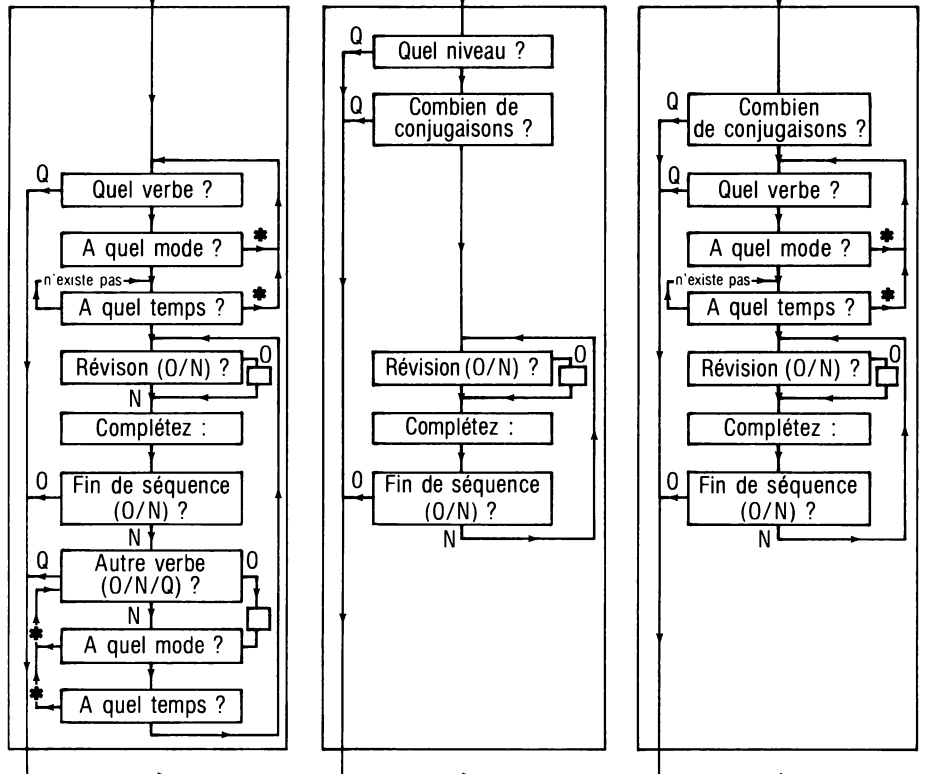 Q
Quel verbe ?
A quel mode ?
*
n'existe pas
A quel temps ?
*
Révison (O/N) ?
O
N
Complétez :
O
Fin de séquence
(O/N) ?
N
Q
Autre verbe
(O/N/Q) ?
O
N
*
A quel mode ?
*
A quel temps ?
Q
Quel niveau ?
Q
Combien de
conjugaisons ?
Révision (O/N) ?
O
Complétez :
O
Fin de séquence
(O/N) ?
N
Q
Combien
de conjugaisons ?
Q
Quel verbe ?
A quel mode ?
*
n'existe pas
A quel temps ?
*
Révision (O/N) ?
O
Complétez :
O
Fin de séquence
(O/N) ?
N